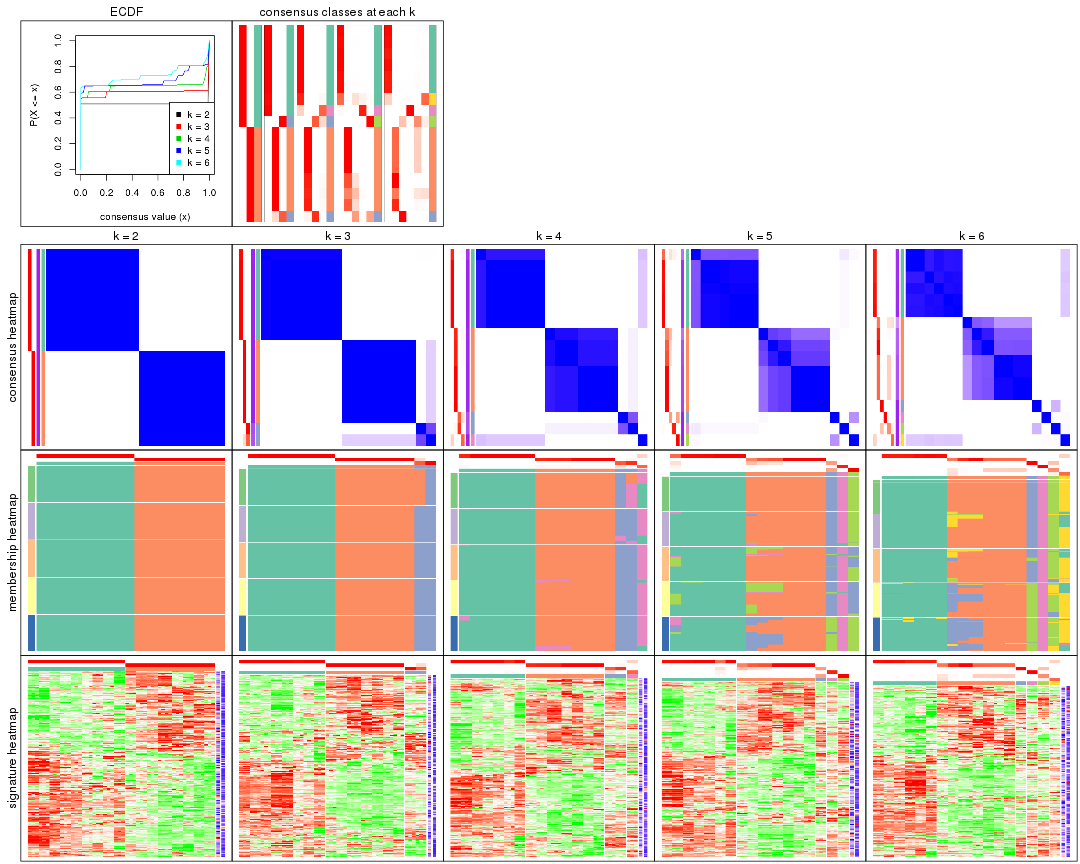 ECDF
consensus classes at each k
P(X <= x)
0.0 0.2 0.4 0.6 0.8 1.0
k = 2
k = 3
k = 4
k = 5
k = 6
0.0 0.2 0.4 0.6 0.8 1.0
consensus value (x)
k = 2
k = 3
k = 4
k = 5
k = 6
consensus heatmap
membership heatmap
signature heatmap